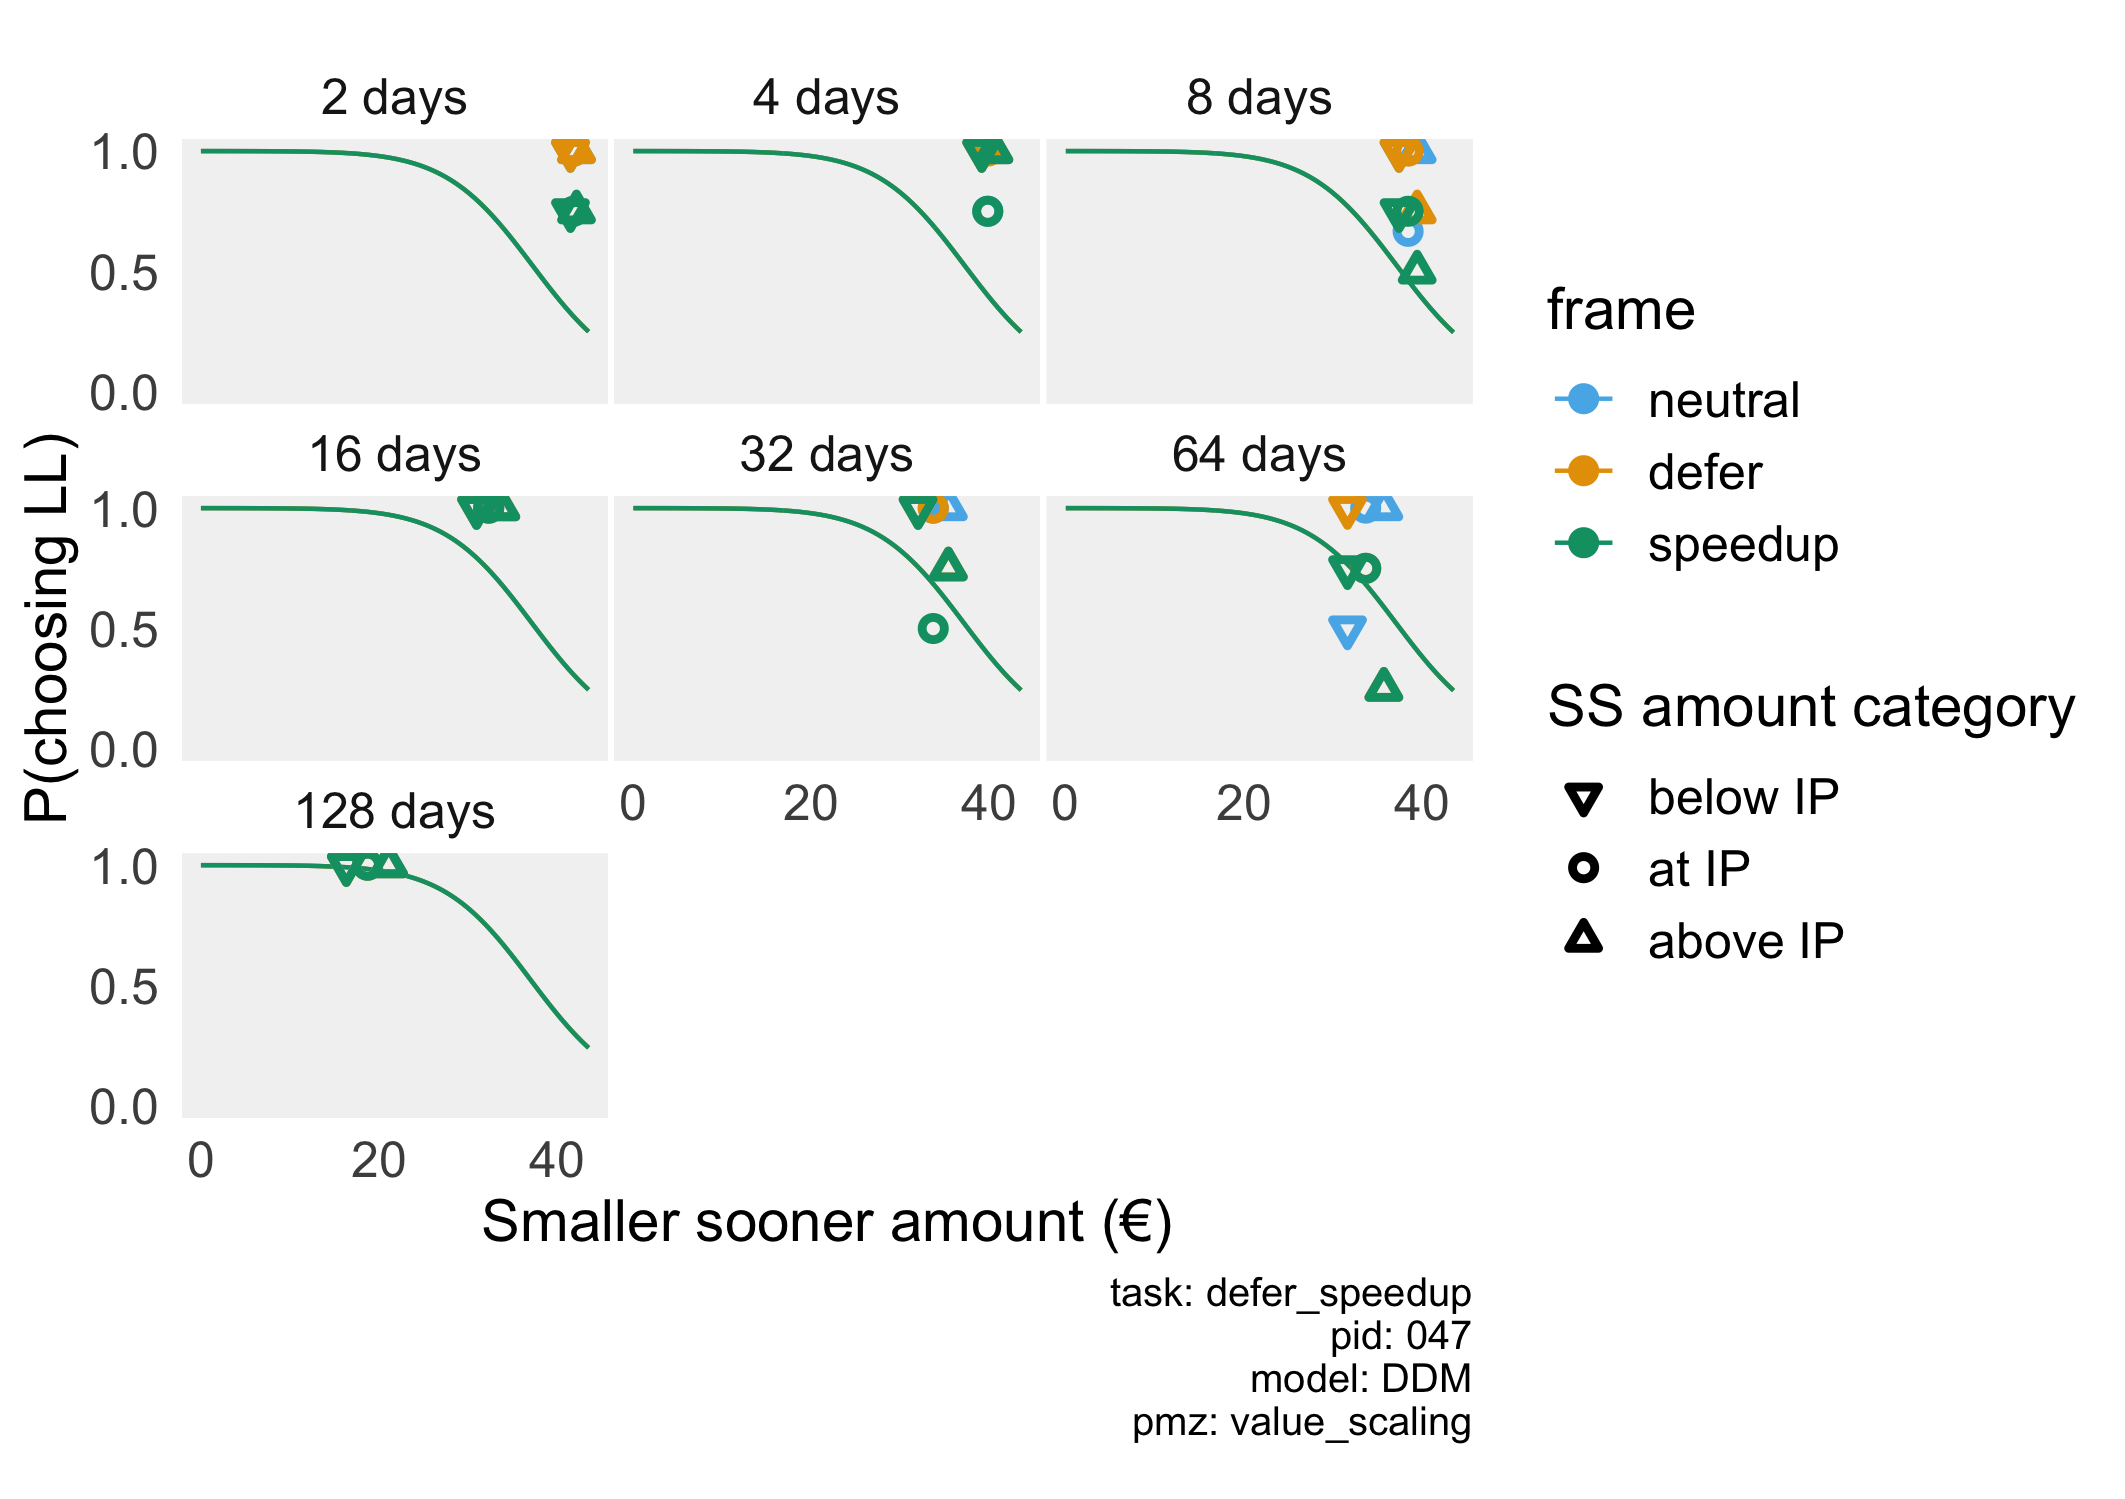 2 days
4 days
8 days
1.0
0.5
0.0
16 days
32 days
64 days
1.0
0.5
0.0
0
20
40
0
20
40
128 days
1.0
0.5
0.0
0
20
40
P(choosing LL)
Smaller sooner amount (€)
frame
neutral
defer
speedup
SS amount category
below IP
at IP
above IP
task: defer_speedup
pid: 047
model: DDM
pmz: value_scaling